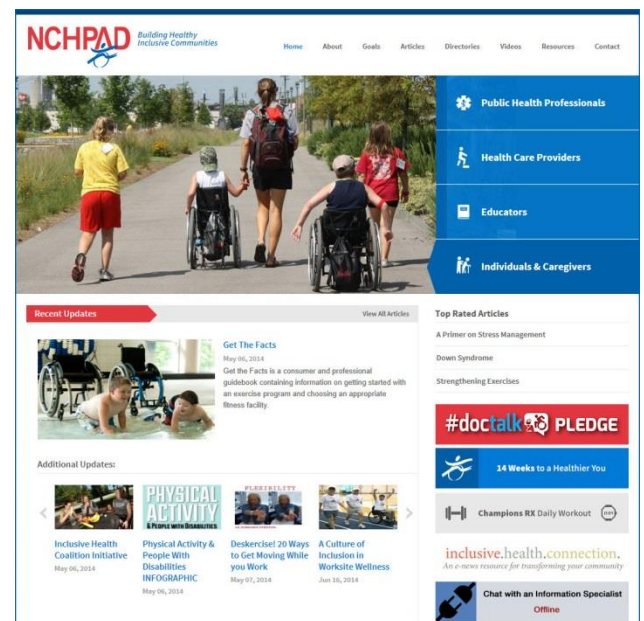 NCHPAD
Building Healthy
Inclusive Communities
Home About Goals Articles Directories Videos Resources Contact
Public Health Professionals
Health Care Providers
Educators
Individuals & Caregivers
Recent Updates
View All Articles
Get The Facts
May 06, 2014
Get the Facts is a consumer and professional
guidebook containing information on getting started with
an exercise program and choosing an appropriate
fitness facility.
Additional Updates:
PHYSICAL
ACTIVITY
& PEOPLE WITH DISABILITIES
FLEXIBILITY
Inclusive Health
Coalition Initiative
May 06, 2014
Physical Activity &
People With
Disabilities
INFOGRAPHIC
May 06, 2014
Deskercise! 20 Ways
to Get Moving While
you Work
May 07, 2014
A Culture of
Inclusion in
Worksite Wellness
Jun 16, 2014
Top Rated Articles
A Primer on Stress Management
Down Syndrome
Strengthening Exercises
#doctalk PLEDGE
14 Weeks to a Healthier You
Champions RX Daily Workout
inclusive.health.connection.
An e-news resource for transforming your community
Chat with an Information Specialist
Offline